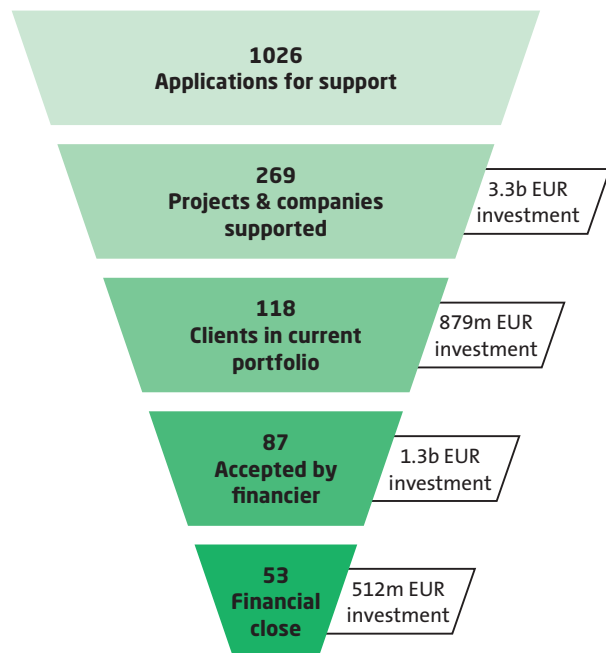 1026
Applications for support
269
Projects & companies
supported
3.3b EUR
investment
118
Clients in current
portfolio
879m EUR
investment
87
Accepted by
financier
1.3b EUR
investment
53
Financial
close
512m EUR
investment